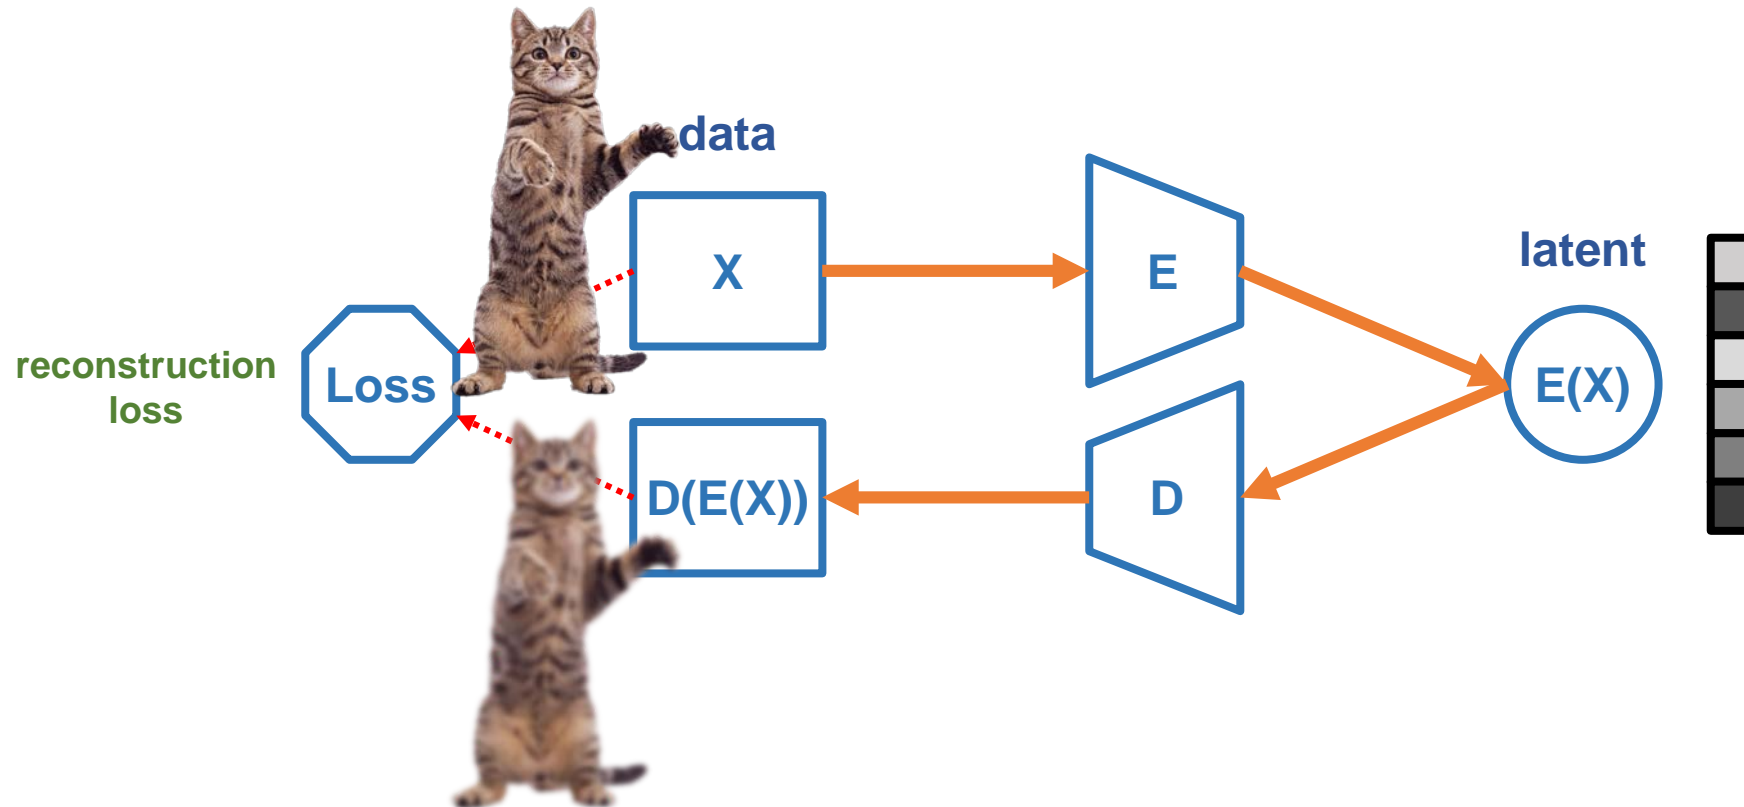 data
X
E
latent
reconstruction
loss
Loss
E(X)
D(E(X))
D